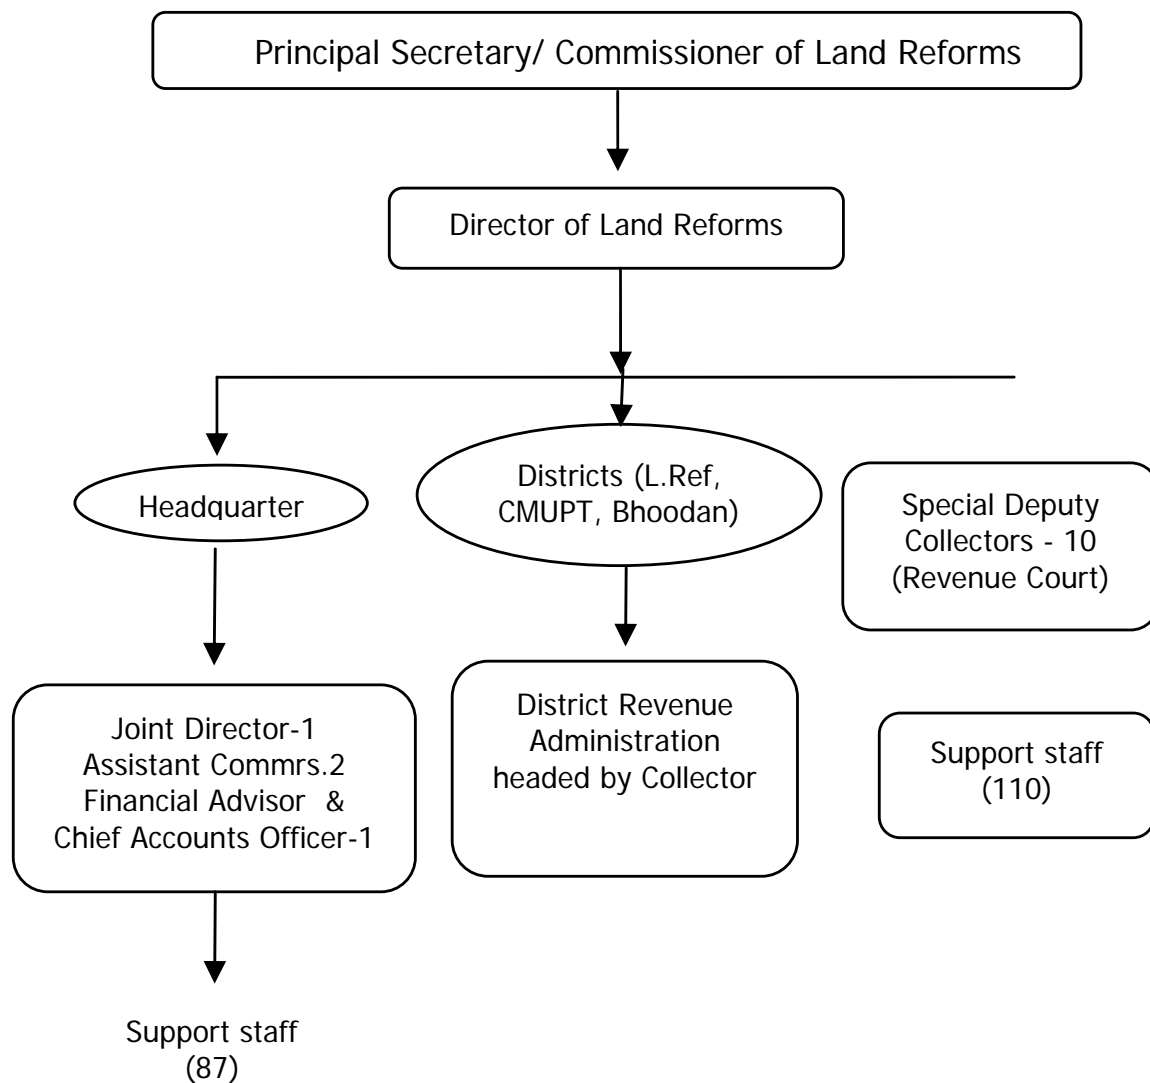 Principal Secretary/ Commissioner of Land Reforms
Director of Land Reforms
Headquarter
Districts (L.Ref,
CMUPT, Bhoodan)
Special Deputy
Collectors - 10
(Revenue Court)
Joint Director-1
Assistant Commrs.2
Financial Advisor &
Chief Accounts Officer-1
District Revenue
Administration
headed by Collector
Support staff
(110)
Support staff
(87)